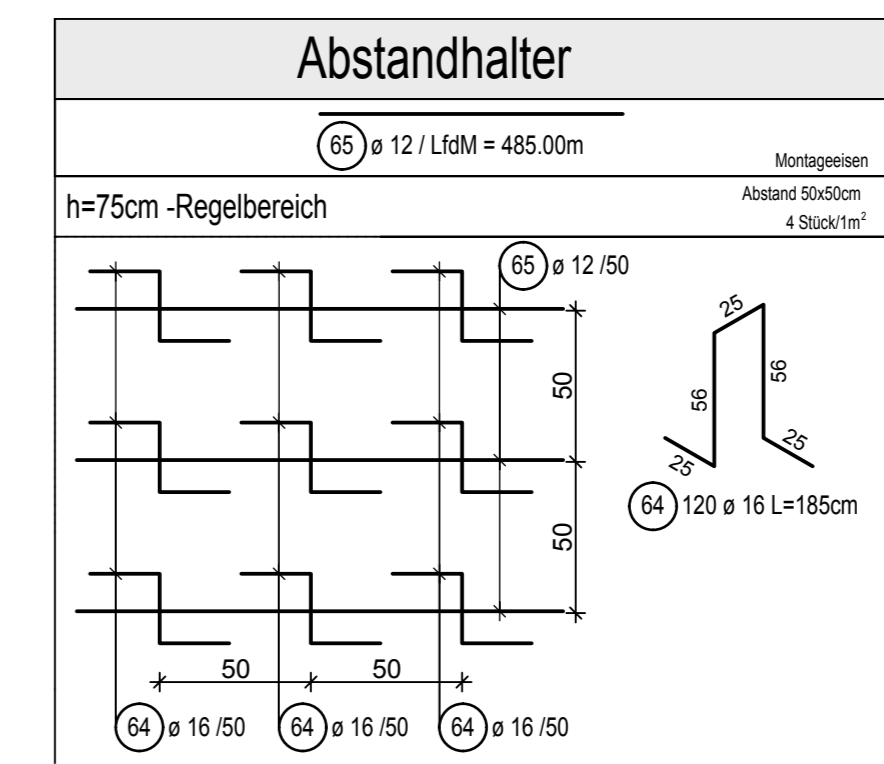 Abstandhalter
65 ø 12 / LfdM = 485.00m
Montageeisen
h=75cm -Regelbereich
Abstand 50x50cm
4 Stück/1m²
65 ø 12 /50
25
50
56
56
25
25
64 120 ø 16 L=185cm
50
50
50
64 ø 16 /50
64 ø 16 /50
64 ø 16 /50